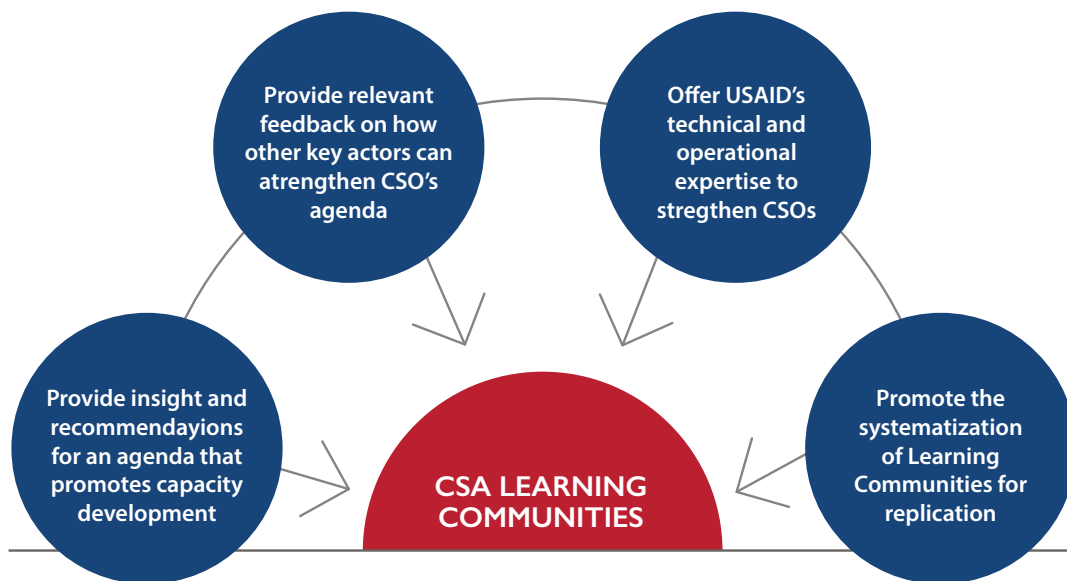 Provide relevant
feedback on how
other key actors can
atrengthen CSO's
agenda
Offer USAID's
technical and
operational
expertise to
stregthen CSOs
Provide insight and
recommendayions
for an agenda that
promotes capacity
development
CSA LEARNING
COMMUNITIES
Promote the
systematization
of Learning
Communities for
replication